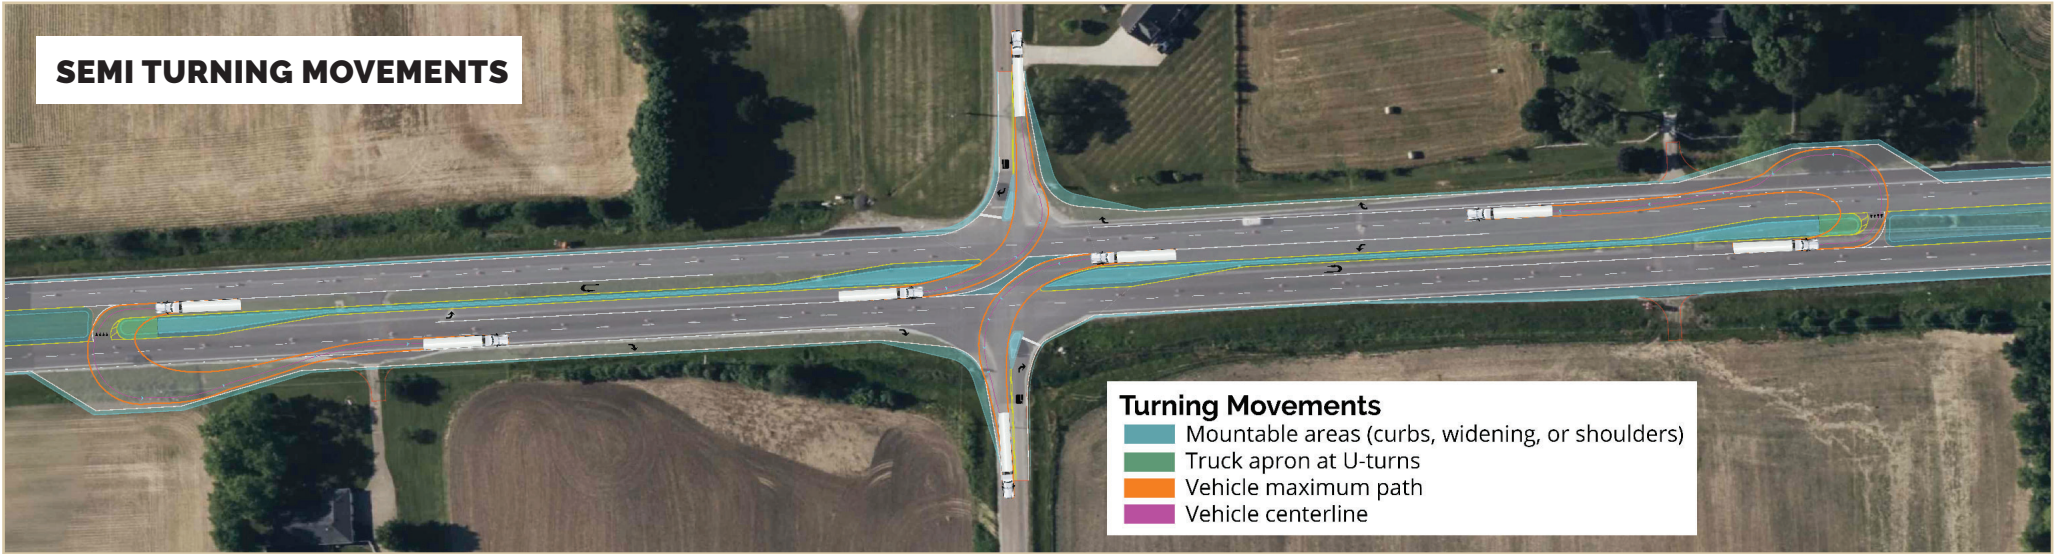 SEMI TURNING MOVEMENTS
Turning Movements
Mountable areas (curbs, widening, or shoulders)
Truck apron at U-turns
Vehicle maximum path
Vehicle centerline